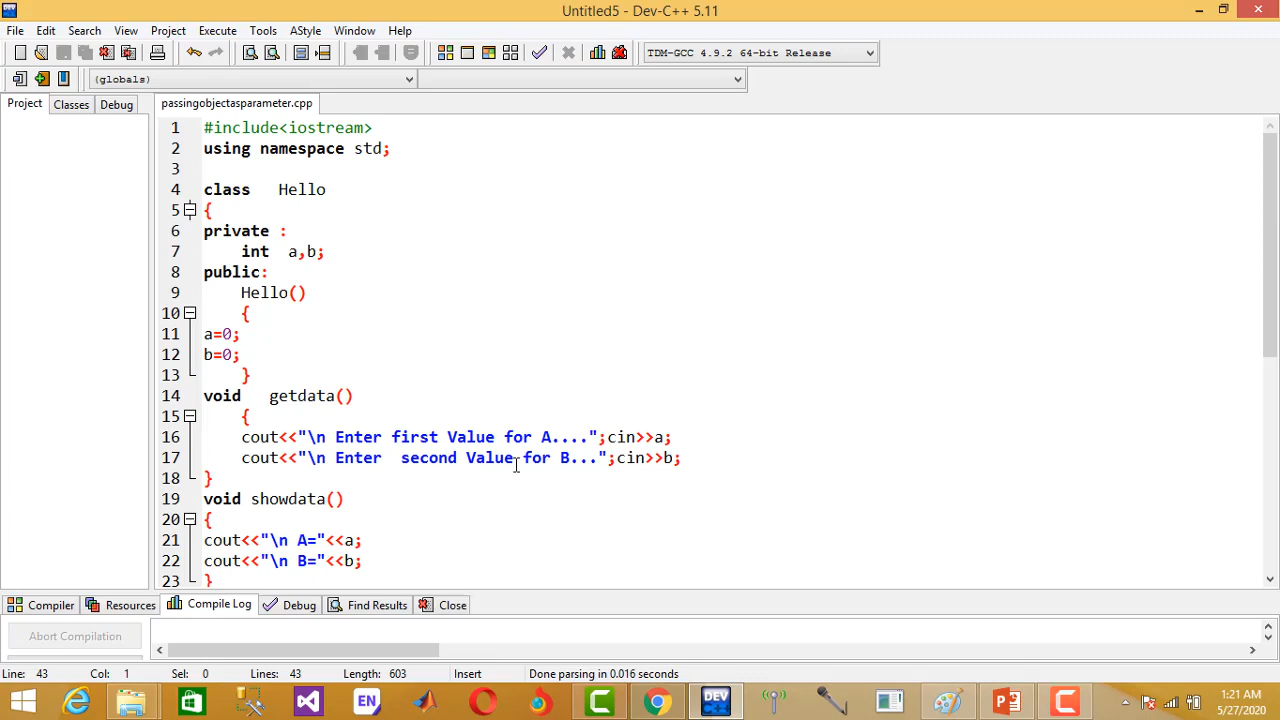 Untitled5 - Dev-C++ 5.11
File Edit Search View Project Execute Tools AStyle Window Help
TDM-GCC 4.9.2 64-bit Release
(globals)
Project Classes Debug passingobjectasparameter.cpp
1 #include<iostream>
2 using namespace std;
3
4 class   Hello
5 {
6 private :
7     int  a,b;
8 public:
9     Hello()
10     {
11 a=0;
12 b=0;
13     }
14 void   getdata()
15     {
16     cout<<"\n Enter first Value for A....";cin>>a;
17     cout<<"\n Enter  second Value for B...";cin>>b;
18 }
19 void showdata()
20 {
21 cout<<"\n A="<<a;
22 cout<<"\n B="<<b;
23 }
Compiler Resources Compile Log Debug Find Results Close
Abort Compilation
Line: 43 Col: 1 Sel: 0 Lines: 43 Length: 603 Insert Done parsing in 0.016 seconds
EN DEV 1:21 AM
5/27/2020